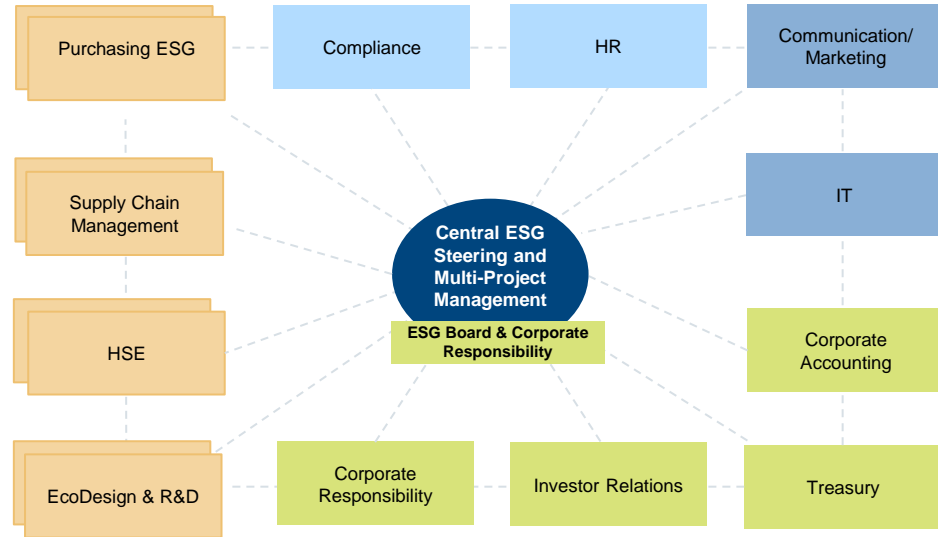 Purchasing ESG
Compliance
HR
Communication/
Marketing
Supply Chain
Management
IT
Central ESG
Steering and
Multi-Project
Management
ESG Board & Corporate
Responsibility
HSE
Corporate
Accounting
EcoDesign & R&D
Corporate
Responsibility
Investor Relations
Treasury